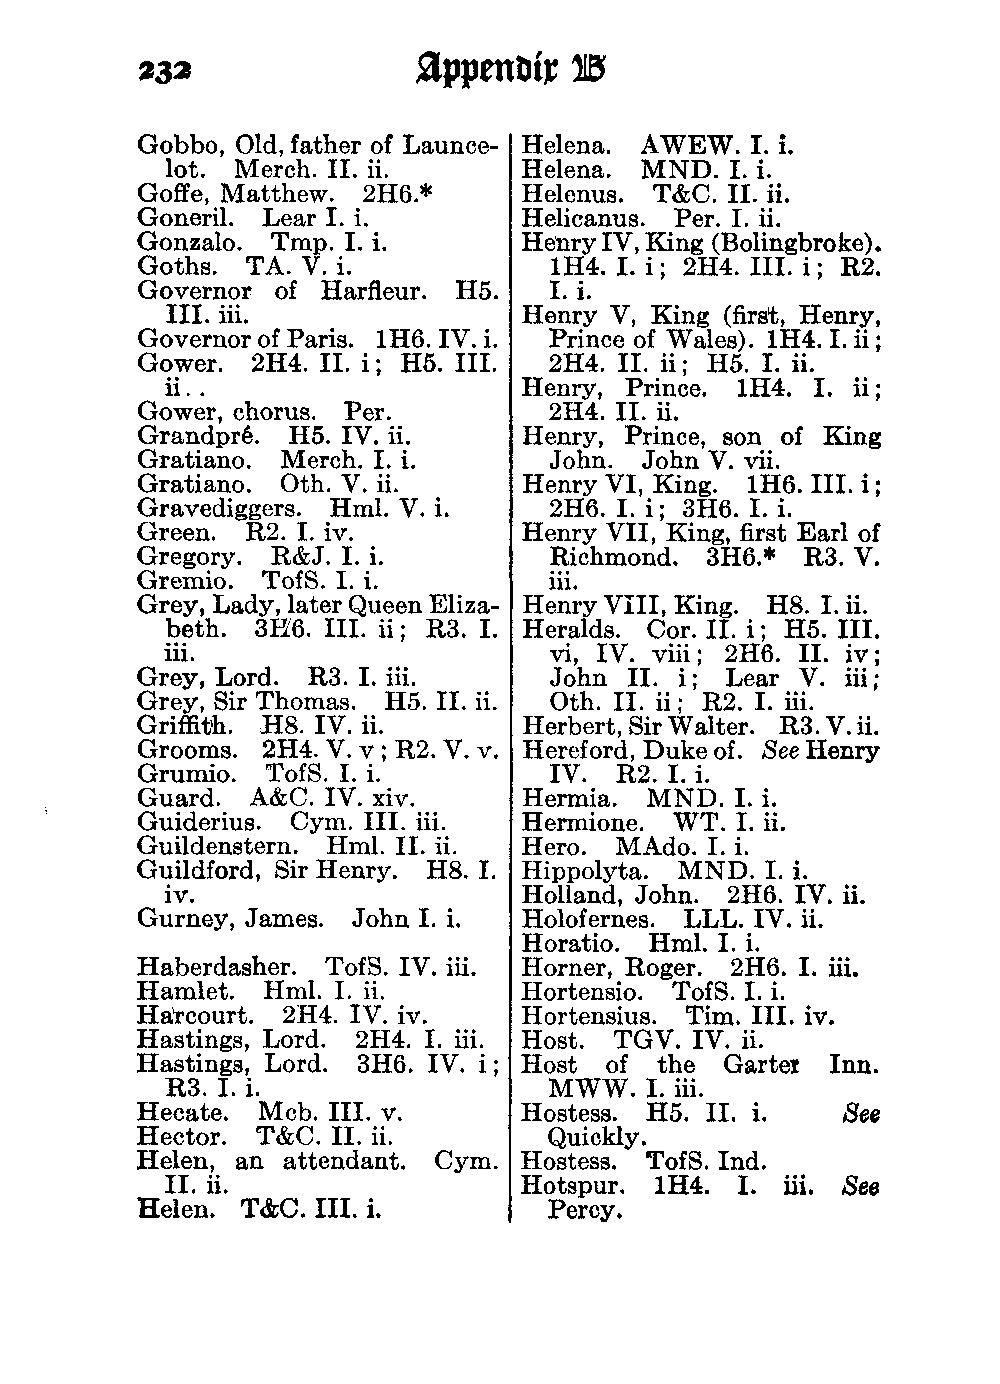 232 Appendix B
Gobbo, Old, father of Launce-
lot. Merch. II. ii.
Goffe, Matthew. 2H6.*
Goneril. Lear I. i.
Gonzalo. Tmp. I. i.
Goths. TA. V. i.
Governor of Harfleur. H5.
III. iii.
Governor of Paris. 1H6. IV. i.
Gower. 2H4. II. i; H5. III.
ii. .
Gower, chorus. Per.
Grandpré. H5. IV. ii.
Gratiano. Merch. I. i.
Gratiano. Oth. V. ii.
Gravediggers. Hml. V. i.
Green. R2. I. iv.
Gregory. R&J. I. i.
Gremio. TofS. I. i.
Grey, Lady, later Queen Eliza-
beth. 3H6. III. ii; R3. I.
iii.
Grey, Lord. R3. I. iii.
Grey, Sir Thomas. H5. II. ii.
Griffith. H8. IV. ii.
Grooms. 2H4. V. v; R2. V. v.
Grumio. TofS. I. i.
Guard. A&C. IV. xiv.
Guiderius. Cym. III. iii.
Guildenstern. Hml. II. ii.
Guildford, Sir Henry. H8. I.
iv.
Gurney, James. John I. i.
Haberdasher. TofS. IV. iii.
Hamlet. Hml. I. ii.
Harcourt. 2H4. IV. iv.
Hastings, Lord. 2H4. I. iii.
Hastings, Lord. 3H6. IV. i;
R3. I. i.
Hecate. Mcb. III. v.
Hector. T&C. II. ii.
Helen, an attendant. Cym.
II. ii.
Helen. T&C. III. i.
Helena. AWEW. I. i.
Helena. MND. I. i.
Helenus. T&C. II. ii.
Helicanus. Per. I. ii.
Henry IV, King (Bolingbroke).
1H4. I. i; 2H4. III. i; R2.
I. i.
Henry V, King (first, Henry,
Prince of Wales). 1H4. I. ii;
2H4. II. ii; H5. I. ii.
Henry, Prince. 1H4. I. ii;
2H4. II. ii.
Henry, Prince, son of King
John. John V. vii.
Henry VI, King. 1H6. III. i;
2H6. I. i; 3H6. I. i.
Henry VII, King, first Earl of
Richmond. 3H6.* R3. V.
iii.
Henry VIII, King. H8. I. ii.
Heralds. Cor. II. i; H5. III.
vi, IV. viii; 2H6. II. iv;
John II. i; Lear V. iii;
Oth. II. ii; R2. I. iii.
Herbert, Sir Walter. R3. V. ii.
Hereford, Duke of. See Henry
IV. R2. I. i.
Hermia. MND. I. i.
Hermione. WT. I. ii.
Hero. MAdo. I. i.
Hippolyta. MND. I. i.
Holland, John. 2H6. IV. ii.
Holofernes. LLL. IV. ii.
Horatio. Hml. I. i.
Horner, Roger. 2H6. I. iii.
Hortensio. TofS. I. i.
Hortensius. Tim. III. iv.
Host. TGV. IV. ii.
Host of the Garter Inn.
MWW. I. iii.
Hostess. H5. II. i. See
Quickly.
Hostess. TofS. Ind.
Hotspur. 1H4. I. iii. See
Percy.